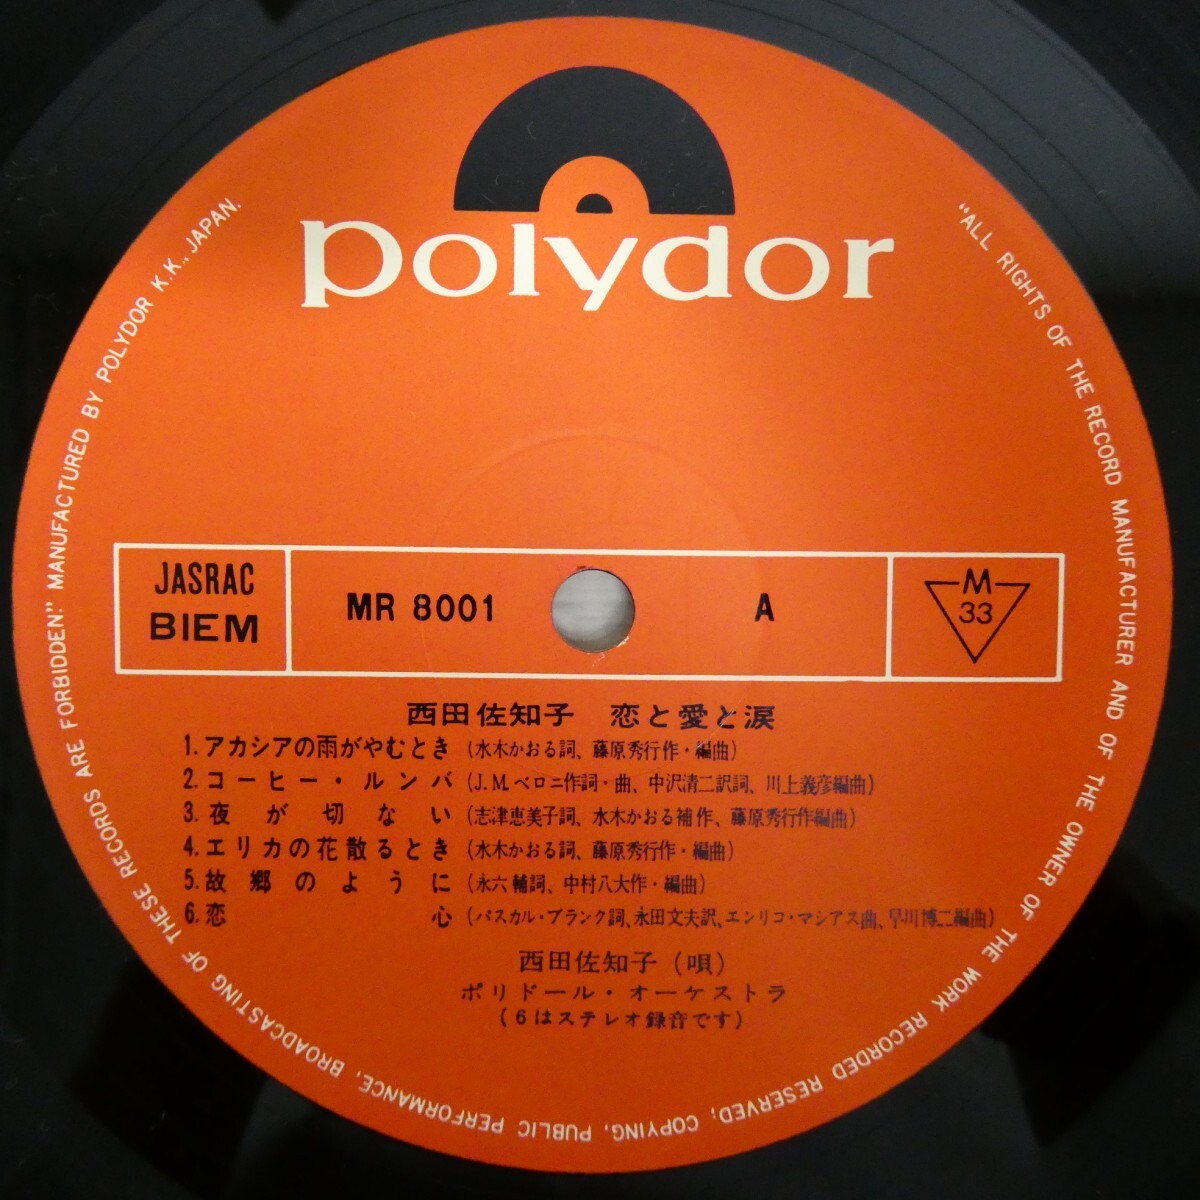 polydor
JASRAC
BIEM
MR 8001
A
M
33
西田佐知子 恋と愛と涙
1. アカシアの雨がやむとき (水木かおる詞、藤原秀行作・編曲)
2. コーヒー・ルンバ (J.M.ベロニ作詞・曲、中沢清二訳詞、川上義彦編曲)
3. 夜が切ない (志津恵美子詞、水木かおる補作、藤原秀行作編曲)
4. エリカの花散るとき (水木かおる詞、藤原秀行作・編曲)
5. 故郷のように (永六輔詞、中村八大作・編曲)
6. 恋心 (パスカル・ブランク詞、永田文夫訳、エンリコ・マシアス曲、早川博二編曲)
西田佐知子 (唄)
ポリドール・オーケストラ
(6はステレオ録音です)
"ALL RIGHTS OF THE RECORD MANUFACTURER AND OF THE OWNER OF THE WORK RECORDED RESERVED; COPYING, PUBLIC PERFORMANCE, BROADCASTING OF THESE RECORDS ARE FORBIDDEN." MANUFACTURED BY POLYDOR K.K., JAPAN.